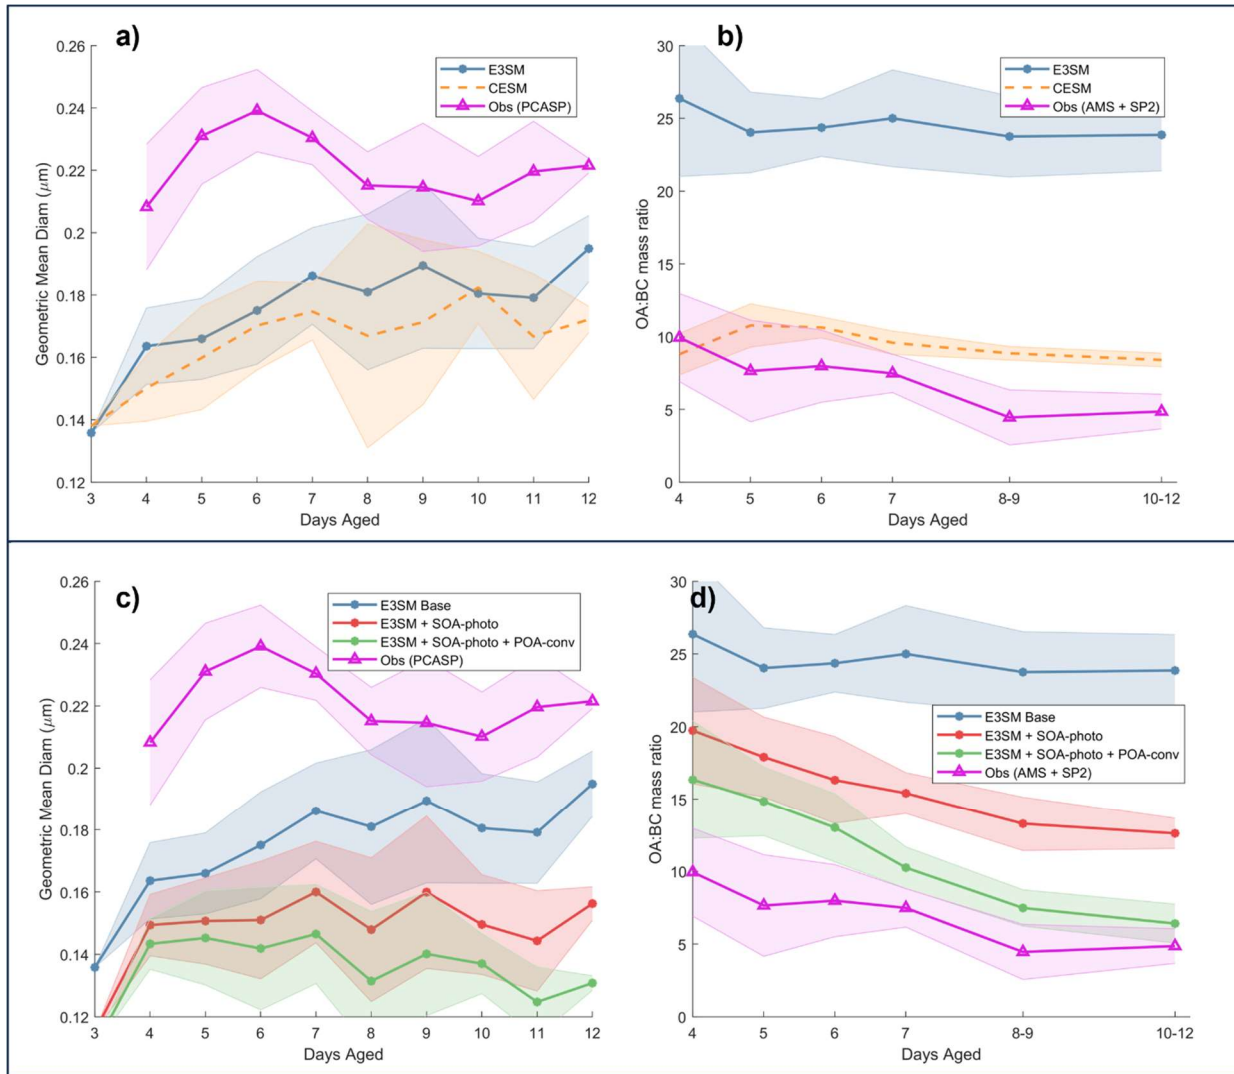 a)
0.26
0.24
0.22
0.2
0.18
0.16
0.14
0.12
Geometric Mean Diam (μm)
E3SM
CESM
Obs (PCASP)
3 4 5 6 7 8 9 10 11 12
Days Aged
b)
30
25
20
15
10
5
0
OA:BC mass ratio
E3SM
CESM
Obs (AMS + SP2)
4 5 6 7 8-9 10-12
Days Aged
c)
0.26
0.24
0.22
0.2
0.18
0.16
0.14
0.12
Geometric Mean Diam (μm)
E3SM Base
E3SM + SOA-photo
E3SM + SOA-photo + POA-conv
Obs (PCASP)
3 4 5 6 7 8 9 10 11 12
Days Aged
d)
30
25
20
15
10
5
0
OA:BC mass ratio
E3SM Base
E3SM + SOA-photo
E3SM + SOA-photo + POA-conv
Obs (AMS + SP2)
4 5 6 7 8-9 10-12
Days Aged